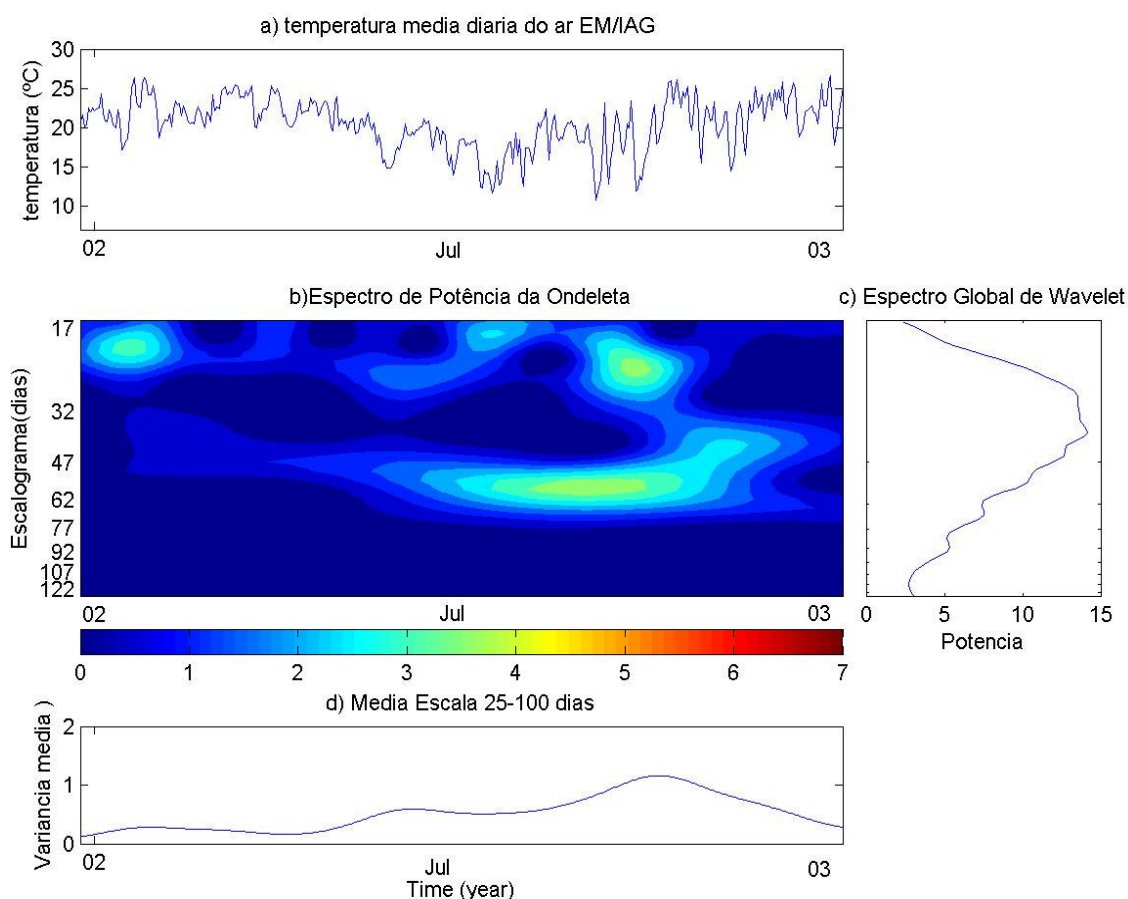 a) temperatura media diaria do ar EM/IAG
temperatura (ºC)
30
25
20
15
10
02 Jul 03
b)Espectro de Potência da Ondeleta
Escalograma(dias)
17
32
47
62
77
92
107
122
02 Jul 03
0 1 2 3 4 5 6 7
c) Espectro Global de Wavelet
0 5 10 15
Potencia
d) Media Escala 25-100 dias
Variancia media )
2
1
0
02 Jul 03
Time (year)